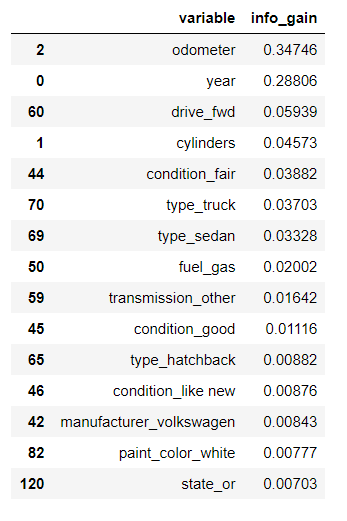 variable info_gain
2 odometer 0.34746
0 year 0.28806
60 drive_fwd 0.05939
1 cylinders 0.04573
44 condition_fair 0.03882
70 type_truck 0.03703
69 type_sedan 0.03328
50 fuel_gas 0.02002
59 transmission_other 0.01642
45 condition_good 0.01116
65 type_hatchback 0.00882
46 condition_like new 0.00876
42 manufacturer_volkswagen 0.00843
82 paint_color_white 0.00777
120 state_or 0.00703